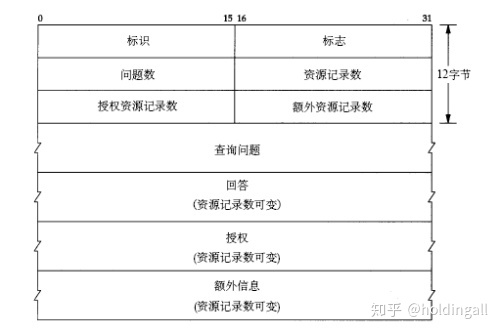 0 15 16 31
标识 标志
问题数 资源记录数 12字节
授权资源记录数 额外资源记录数
查询问题
回答
(资源记录数可变)
授权
(资源记录数可变)
额外信息
(资源记录数可变)
知乎 @holdingall